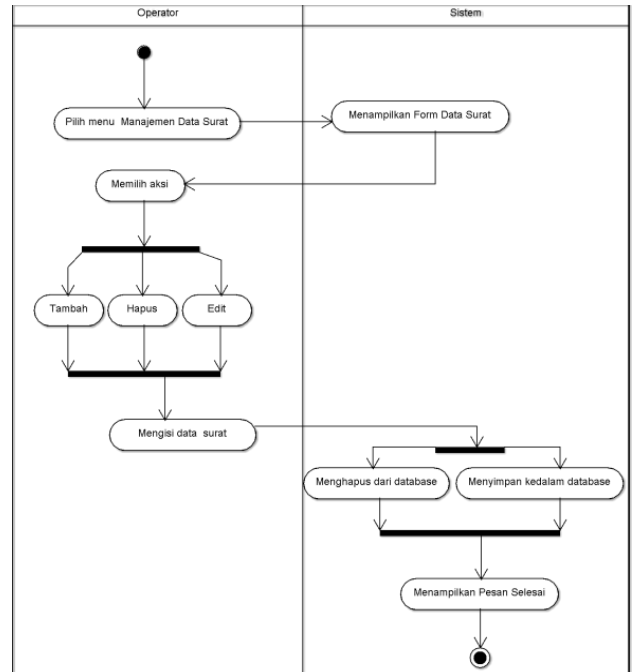 Operator
Sistem
Pilih menu Manajemen Data Surat
Menampilkan Form Data Surat
Memilih aksi
Tambah
Hapus
Edit
Mengisi data surat
Menghapus dari database
Menyimpan kedalam database
Menampilkan Pesan Selesai